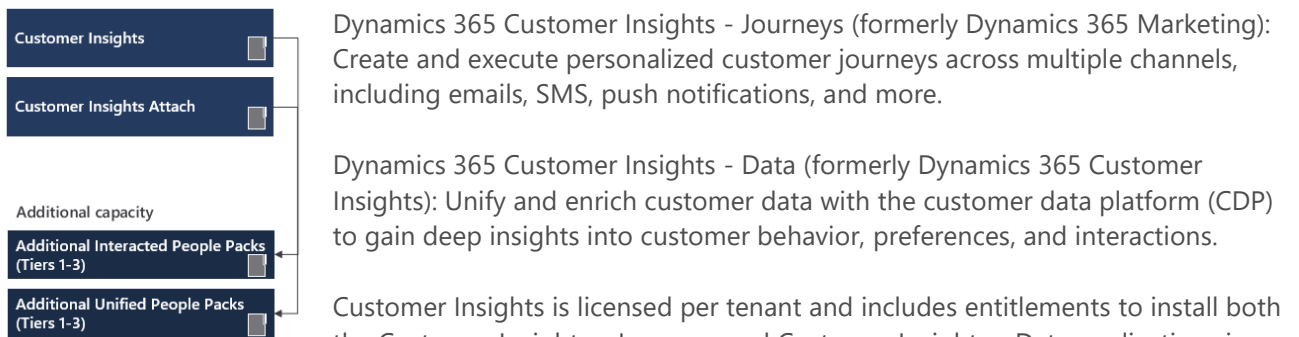 Customer Insights
Customer Insights Attach
Additional capacity
Additional Interacted People Packs
(Tiers 1-3)
Additional Unified People Packs
(Tiers 1-3)
Dynamics 365 Customer Insights - Journeys (formerly Dynamics 365 Marketing):
Create and execute personalized customer journeys across multiple channels,
including emails, SMS, push notifications, and more.
Dynamics 365 Customer Insights - Data (formerly Dynamics 365 Customer
Insights): Unify and enrich customer data with the customer data platform (CDP)
to gain deep insights into customer behavior, preferences, and interactions.
Customer Insights is licensed per tenant and includes entitlements to install both